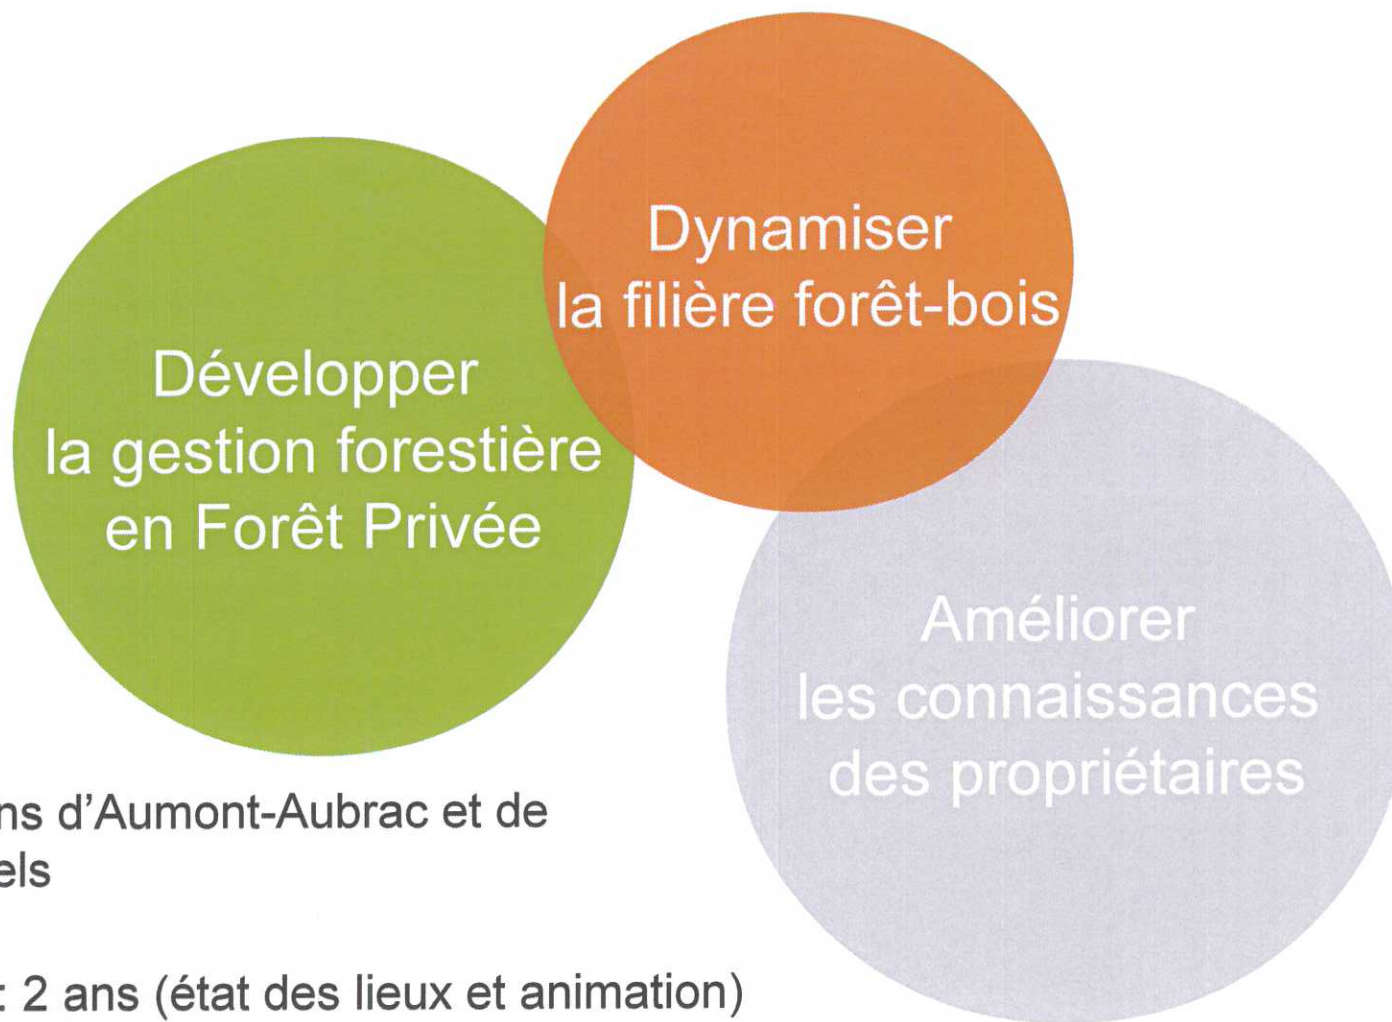 Dynamiser
la filière forêt-bois
Développer
la gestion forestière
en Forêt Privée
Améliorer
les connaissances
des propriétaires
ns d'Aumont-Aubrac et de
els
: 2 ans (état des lieux et animation)